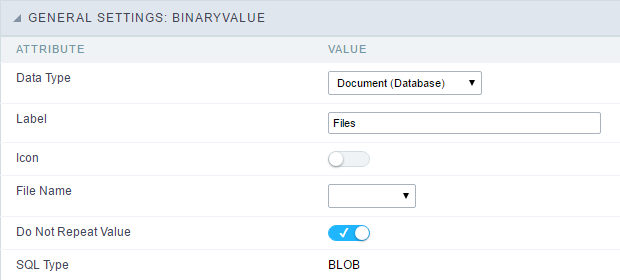 GENERAL SETTINGS: BINARYVALUE
ATTRIBUTE VALUE
Data Type Document (Database)
Label Files
Icon
File Name
Do Not Repeat Value
SQL Type BLOB